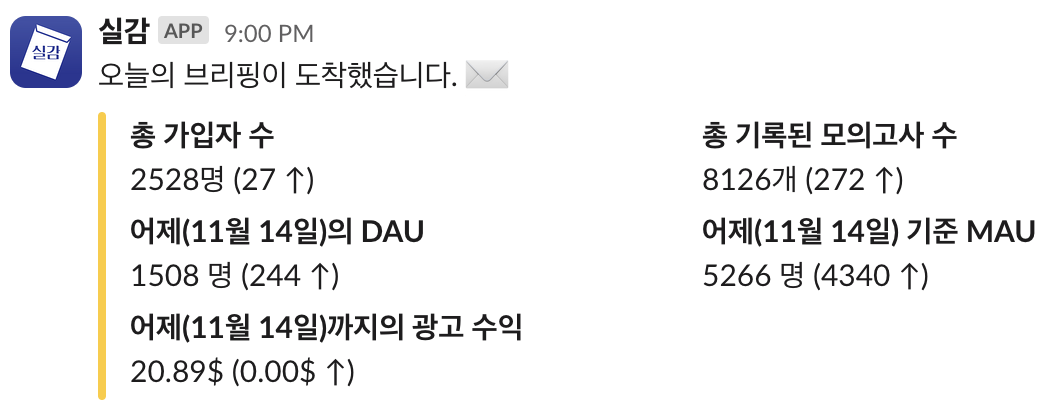 실감
실감 APP 9:00 PM
오늘의 브리핑이 도착했습니다.
총 가입자 수
2528명 (27 ↑)
총 기록된 모의고사 수
8126개 (272 ↑)
어제(11월 14일)의 DAU
1508 명 (244 ↑)
어제(11월 14일) 기준 MAU
5266 명 (4340 ↑)
어제(11월 14일)까지의 광고 수익
20.89$ (0.00$ ↑)